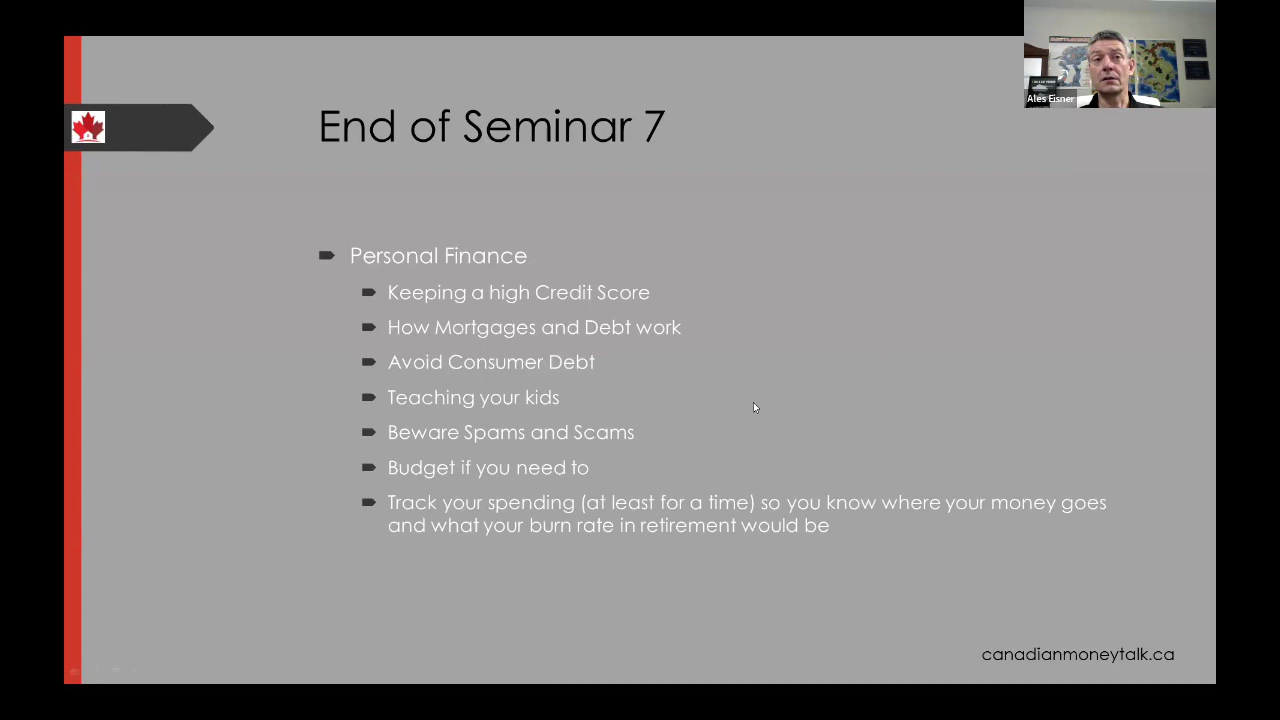 Ales Eisner
End of Seminar 7
Personal Finance
Keeping a high Credit Score
How Mortgages and Debt work
Avoid Consumer Debt
Teaching your kids
Beware Spams and Scams
Budget if you need to
Track your spending (at least for a time) so you know where your money goes
and what your burn rate in retirement would be
canadianmoneytalk.ca